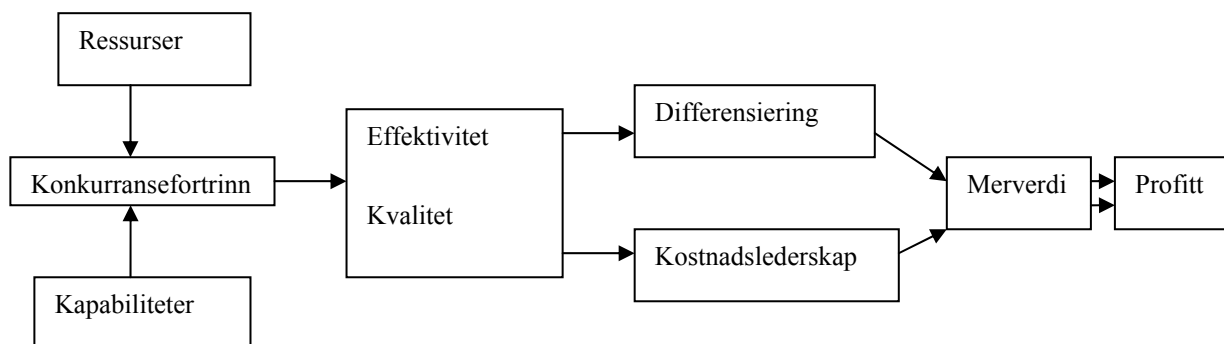 Ressurser
Konkurransefortrinn
Kapabiliteter
Effektivitet
Kvalitet
Differensiering
Kostnadslederskap
Merverdi
Profitt